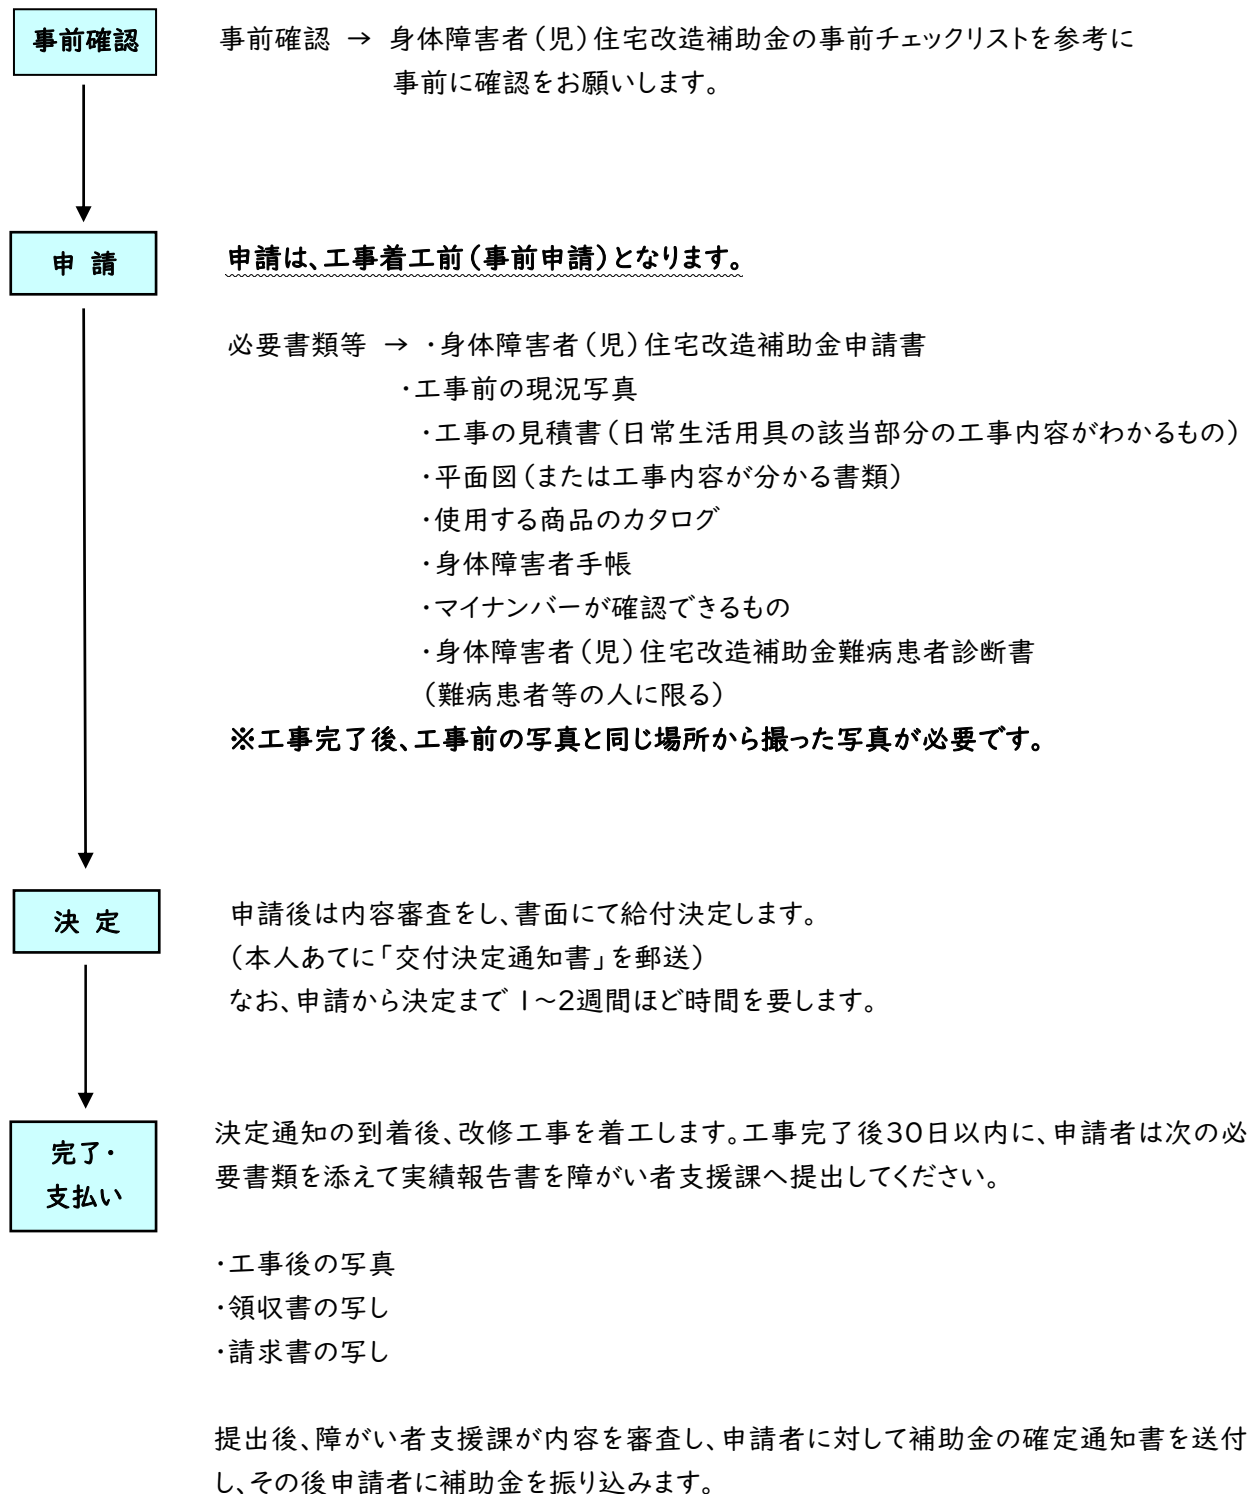 事前確認
事前確認 → 身体障害者（児）住宅改造補助金の事前チェックリストを参考に
事前に確認をお願いします。
申 請
申請は、工事着工前（事前申請）となります。
必要書類等 → ・身体障害者（児）住宅改造補助金申請書
・工事前の現況写真
・工事の見積書（日常生活用具の該当部分の工事内容がわかるもの）
・平面図（または工事内容が分かる書類）
・使用する商品のカタログ
・身体障害者手帳
・マイナンバーが確認できるもの
・身体障害者（児）住宅改造補助金難病患者診断書
（難病患者等の人に限る）
※工事完了後、工事前の写真と同じ場所から撮った写真が必要です。
決 定
申請後は内容審査をし、書面にて給付決定します。
（本人あてに「交付決定通知書」を郵送）
なお、申請から決定まで１～２週間ほど時間を要します。
完了・
支払い
決定通知の到着後、改修工事を着工します。工事完了後３０日以内に、申請者は次の必
要書類を添えて実績報告書を障がい者支援課へ提出してください。
・工事後の写真
・領収書の写し
・請求書の写し
提出後、障がい者支援課が内容を審査し、申請者に対して補助金の確定通知書を送付
し、その後申請者に補助金を振り込みます。